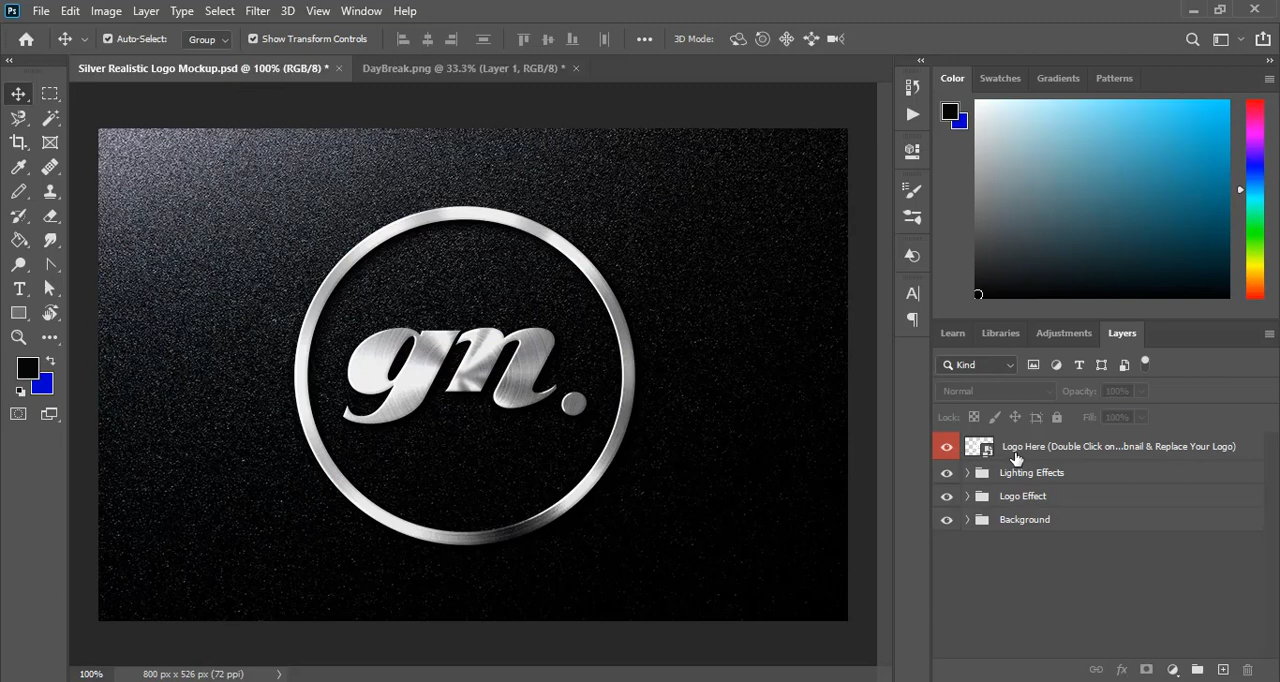 Ps File Edit Image Layer Type Select Filter 3D View Window Help
Auto-Select: Group Show Transform Controls 3D Mode:
Silver Realistic Logo Mockup.psd @ 100% (RGB/8) * DayBreak.png @ 33.3% (Layer 1, RGB/8) *
Color Swatches Gradients Patterns
gn.
Learn Libraries Adjustments Layers
Kind
Normal Opacity: 100%
Lock: Fill: 100%
Logo Here (Double Click on...bnail & Replace Your Logo)
Lighting Effects
Logo Effect
Background
100% 800 px x 526 px (72 ppi)